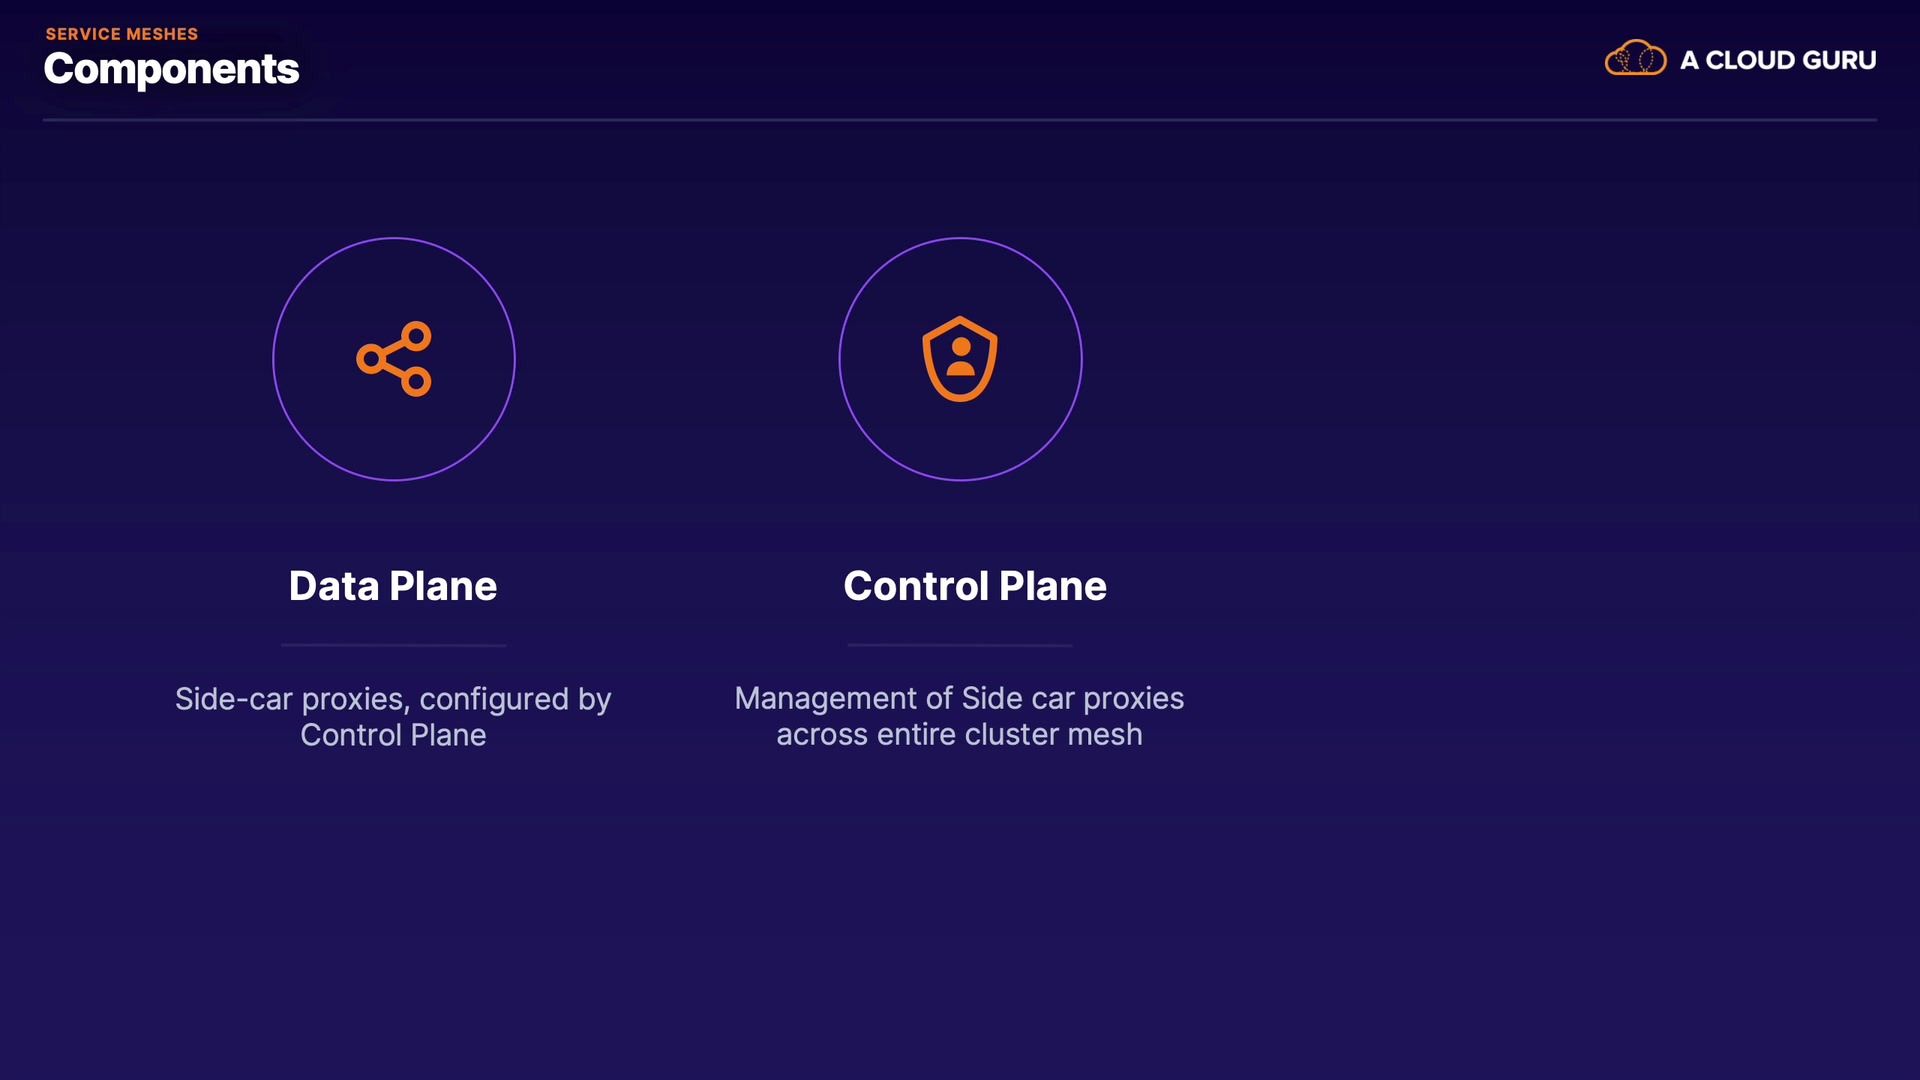 SERVICE MESHES
Components
A CLOUD GURU
Data Plane
Side-car proxies, configured by
Control Plane
Control Plane
Management of Side car proxies
across entire cluster mesh